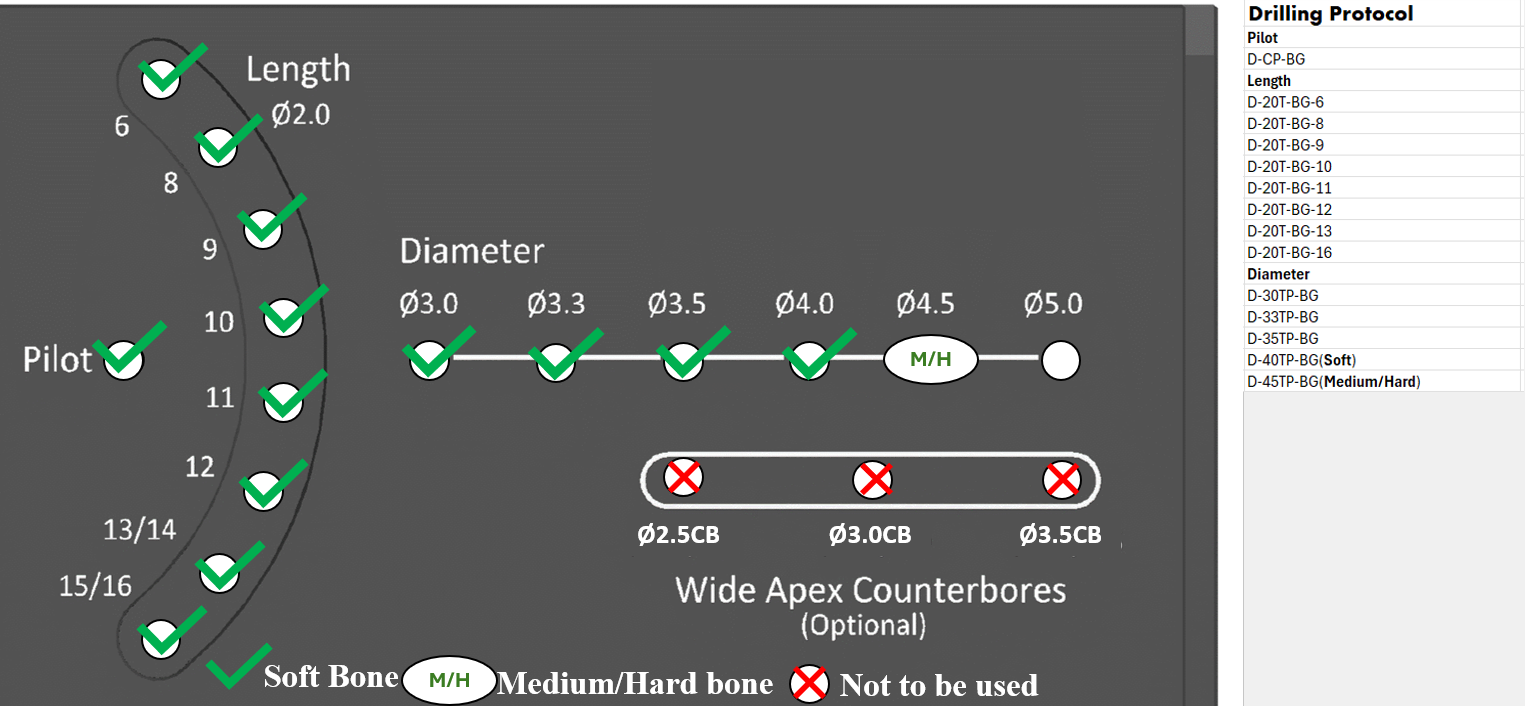 Length
Ø2.0
6
8
9
10
Pilot
11
12
13/14
15/16
Diameter
Ø3.0 Ø3.3 Ø3.5 Ø4.0 Ø4.5 Ø5.0
M/H
Ø2.5CB Ø3.0CB Ø3.5CB
Wide Apex Counterbores
(Optional)
Soft Bone M/H Medium/Hard bone Not to be used
Drilling Protocol
Pilot
D-CP-BG
Length
D-20T-BG-6
D-20T-BG-8
D-20T-BG-9
D-20T-BG-10
D-20T-BG-11
D-20T-BG-12
D-20T-BG-13
D-20T-BG-16
Diameter
D-30TP-BG
D-33TP-BG
D-35TP-BG
D-40TP-BG(Soft)
D-45TP-BG(Medium/Hard)